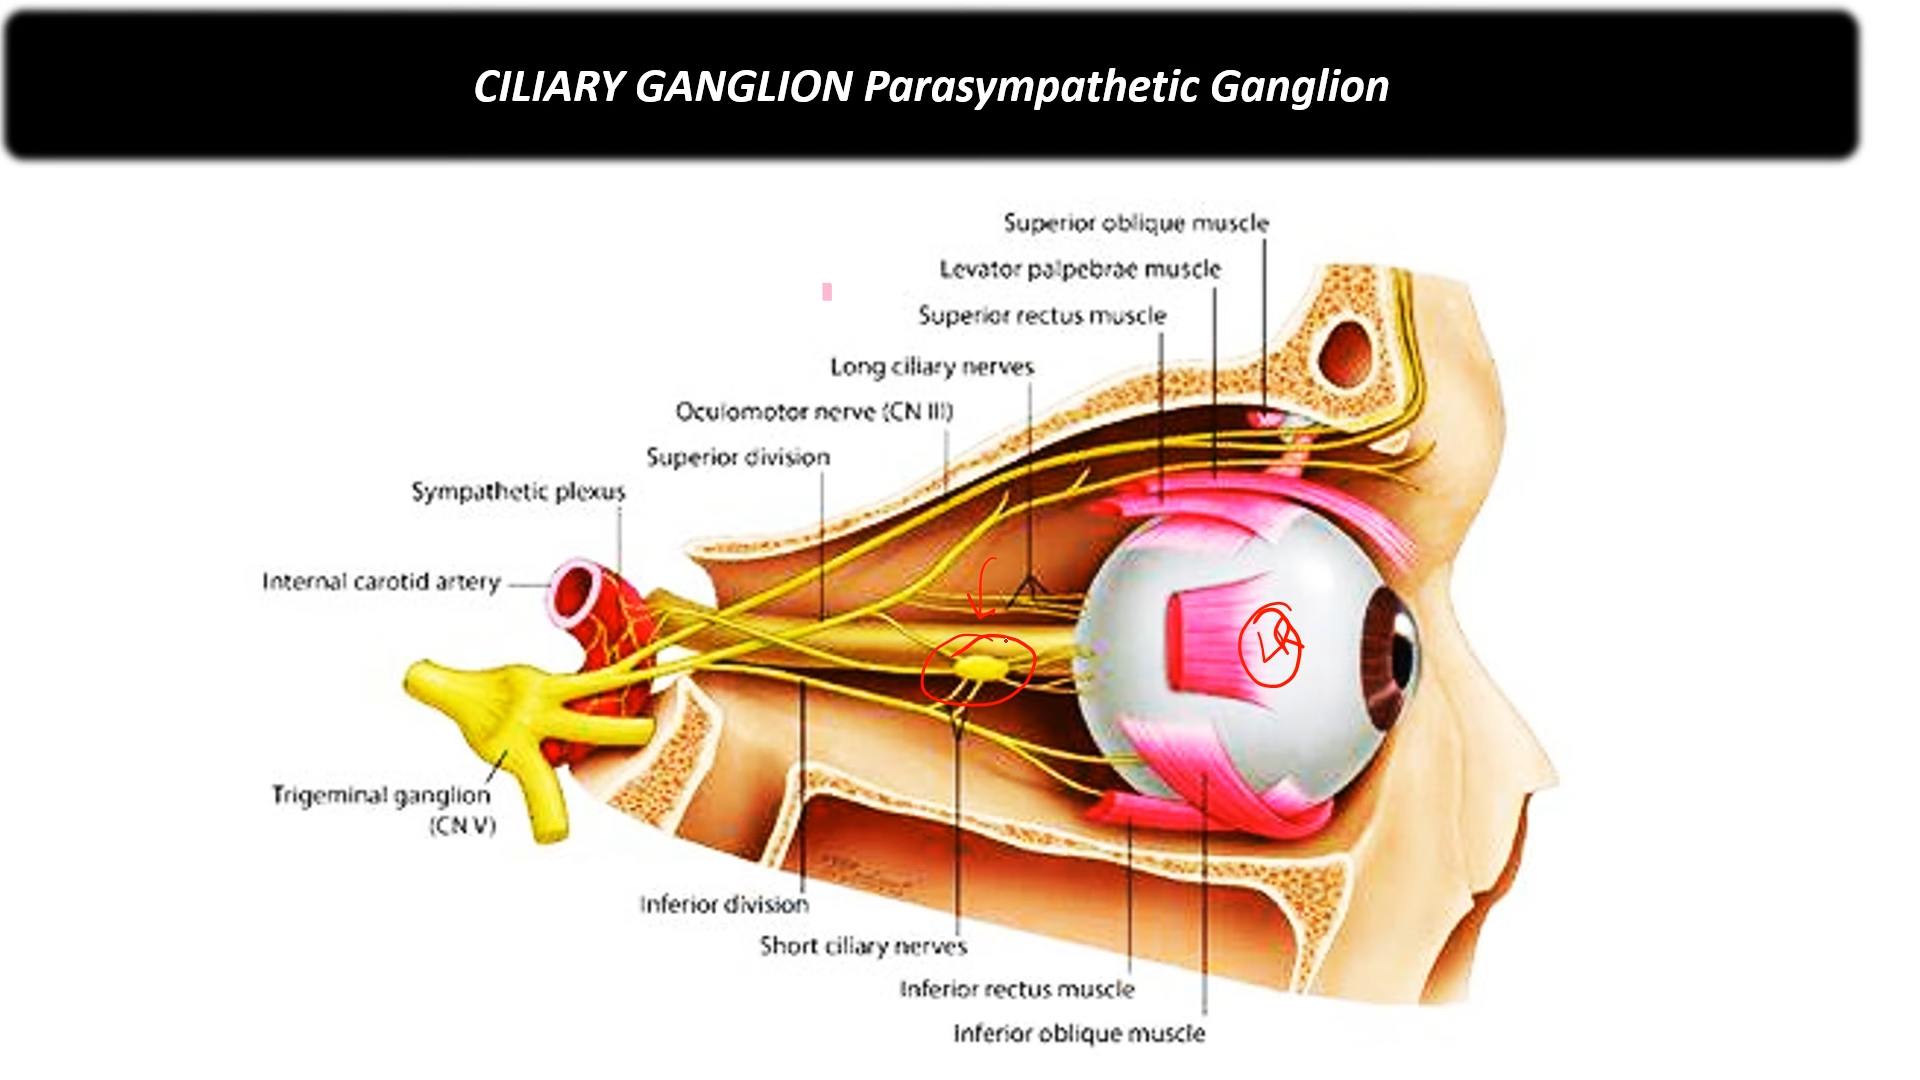 CILIARY GANGLION Parasympathetic Ganglion
Superior oblique muscle
Levator palpebrae muscle
Superior rectus muscle
Long ciliary nerves
Oculomotor nerve (CN III)
Superior division
Sympathetic plexus
Internal carotid artery
LR
Trigeminal ganglion
(CN V)
Inferior division
Short ciliary nerves
Inferior rectus muscle
Inferior oblique muscle